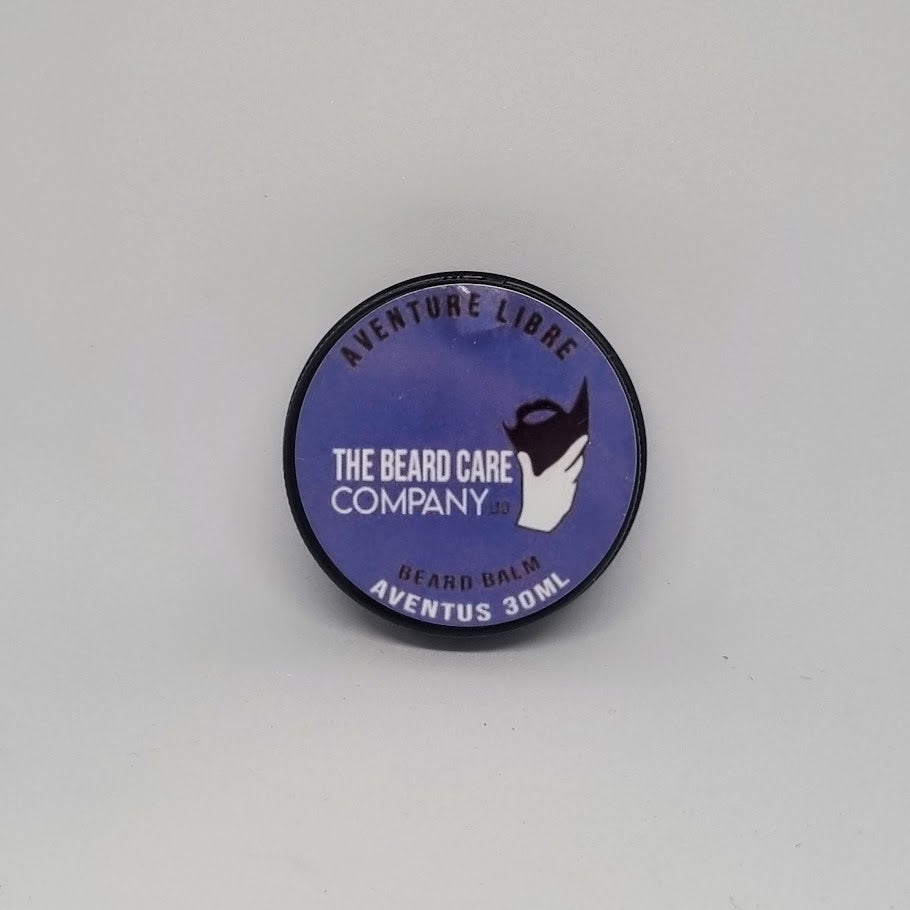 AVENTURE LIBRE
THE BEARD CARE
COMPANY
BEARD BALM
AVENTUS 30ML